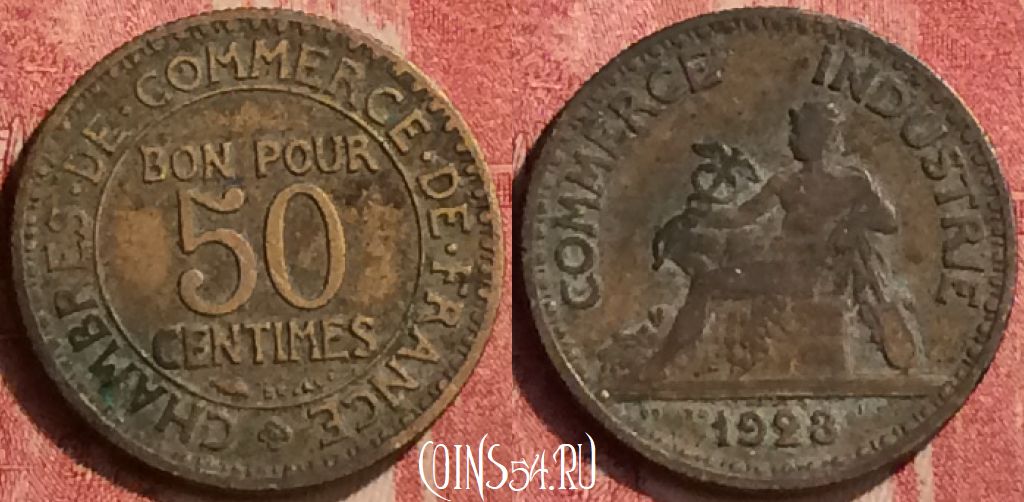 CHAMBRES · DE · COMMERCE · DE · FRANCE
BON POUR
50
CENTIMES
COMMERCE INDUSTRIE
1923
COINS54.RU